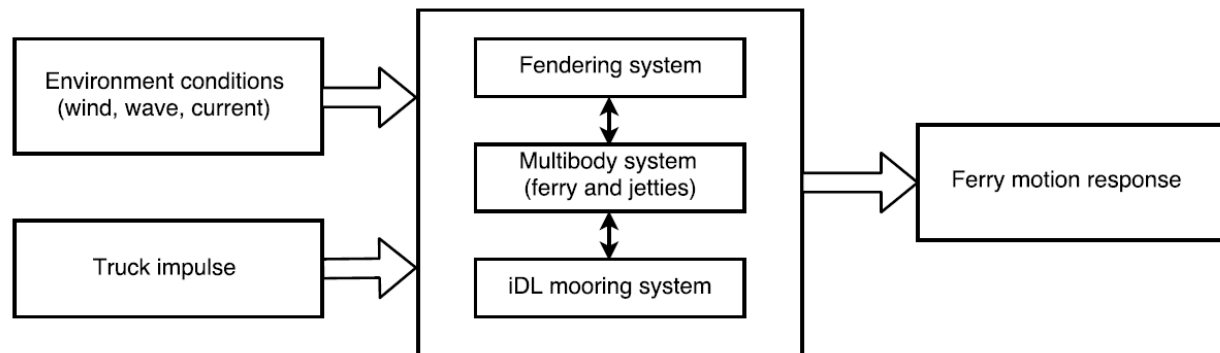 Environment conditions
(wind, wave, current)
Truck impulse
Fendering system
Multibody system
(ferry and jetties)
iDL mooring system
Ferry motion response